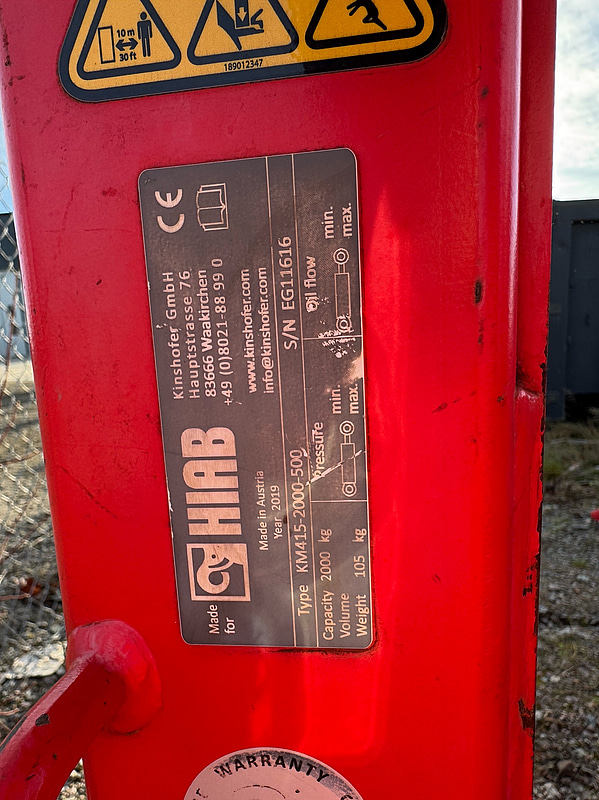 10 m
30 ft
189012347
CE
Kinshofer GmbH
Hauptstrasse 76
83666 Waakirchen
+49 (0)8021-88 99 0
www.kinshofer.com
info@kinshofer.com
Made
for
HIAB
Made in Austria
Year 2019
Type KM415-2000-500 S/N EG11616
Capacity 2000 kg
Volume
Weight 105 kg
Pressure
min.
max.
Oil flow
min.
max.
WARRANTY